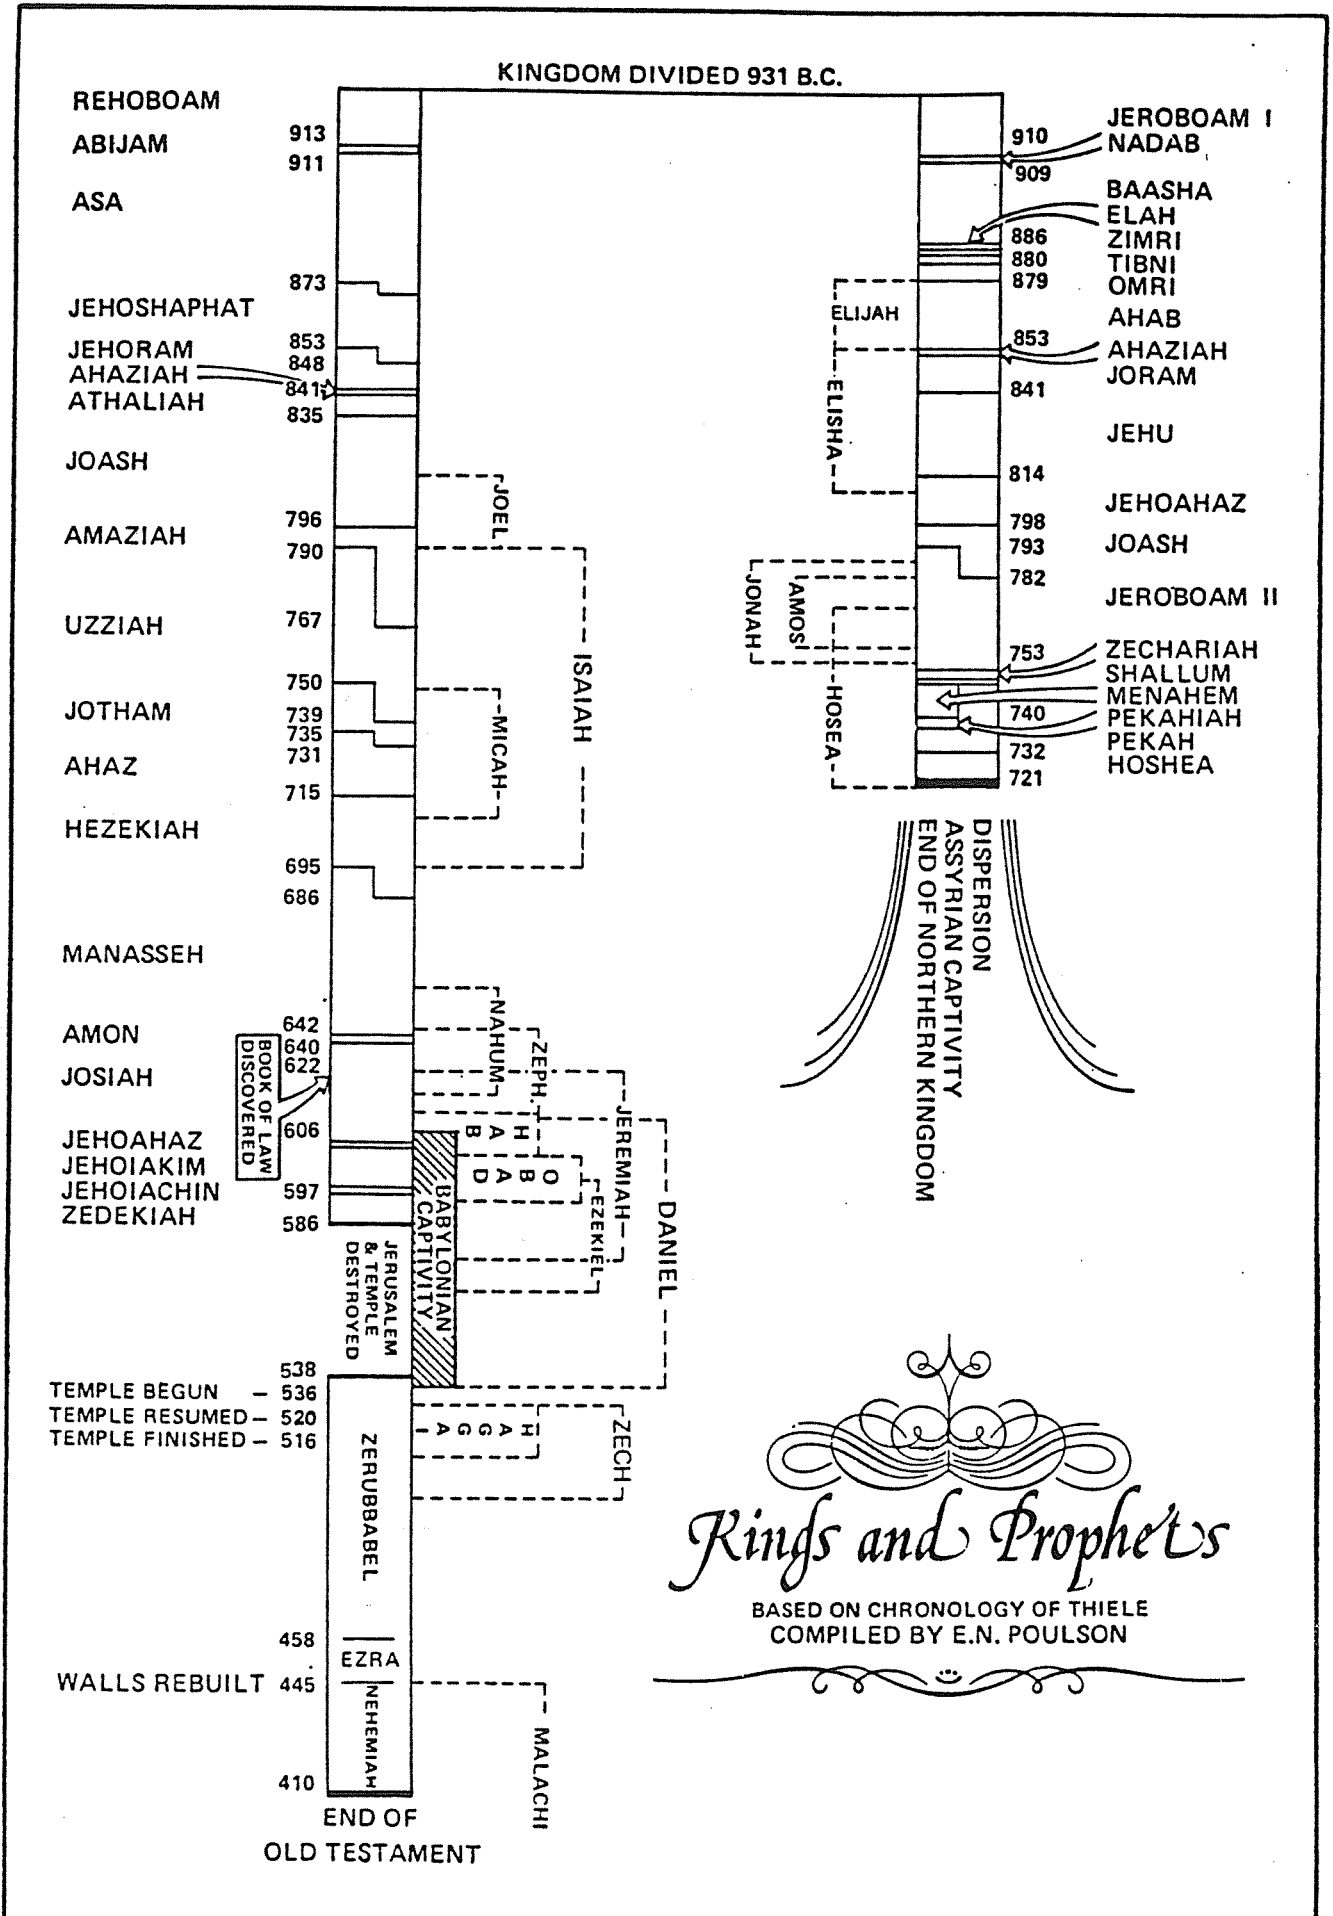 KINGDOM DIVIDED 931 B.C.
REHOBOAM
913
ABIJAM
911
ASA
873
JEHOSHAPHAT
853
JEHORAM
848
AHAZIAH
841
ATHALIAH
835
JOASH
796
AMAZIAH
790
UZZIAH
767
750
JOTHAM
739
735
731
AHAZ
715
HEZEKIAH
695
686
MANASSEH
642
AMON
640
622
JOSIAH
BOOK OF LAW
DISCOVERED
606
JEHOAHAZ
JEHOIAKIM
JEHOIACHIN
597
ZEDEKIAH
586
JERUSALEM
& TEMPLE
DESTROYED
538
TEMPLE BEGUN – 536
TEMPLE RESUMED – 520
TEMPLE FINISHED – 516
ZERUBBABEL
458
EZRA
WALLS REBUILT 445
NEHEMIAH
410
END OF
OLD TESTAMENT
JOEL
ISAIAH
MICAH
NAHUM
ZEPH.
JEREMIAH
HAB
OBAD
EZEKIEL
DANIEL
BABYLONIAN
CAPTIVITY
HAGGAI
ZECH
MALACHI
JEROBOAM I
910
NADAB
909
BAASHA
ELAH
886
ZIMRI
880
TIBNI
879
OMRI
ELIJAH
AHAB
853
AHAZIAH
JORAM
841
ELISHA
JEHU
814
JEHOAHAZ
798
793
JOASH
782
JONAH
AMOS
JEROBOAM II
HOSEA
753
ZECHARIAH
SHALLUM
MENAHEM
740
PEKAHIAH
PEKAH
732
HOSHEA
721
DISPERSION
ASSYRIAN CAPTIVITY
END OF NORTHERN KINGDOM
Kings and Prophets
BASED ON CHRONOLOGY OF THIELE
COMPILED BY E.N. POULSON